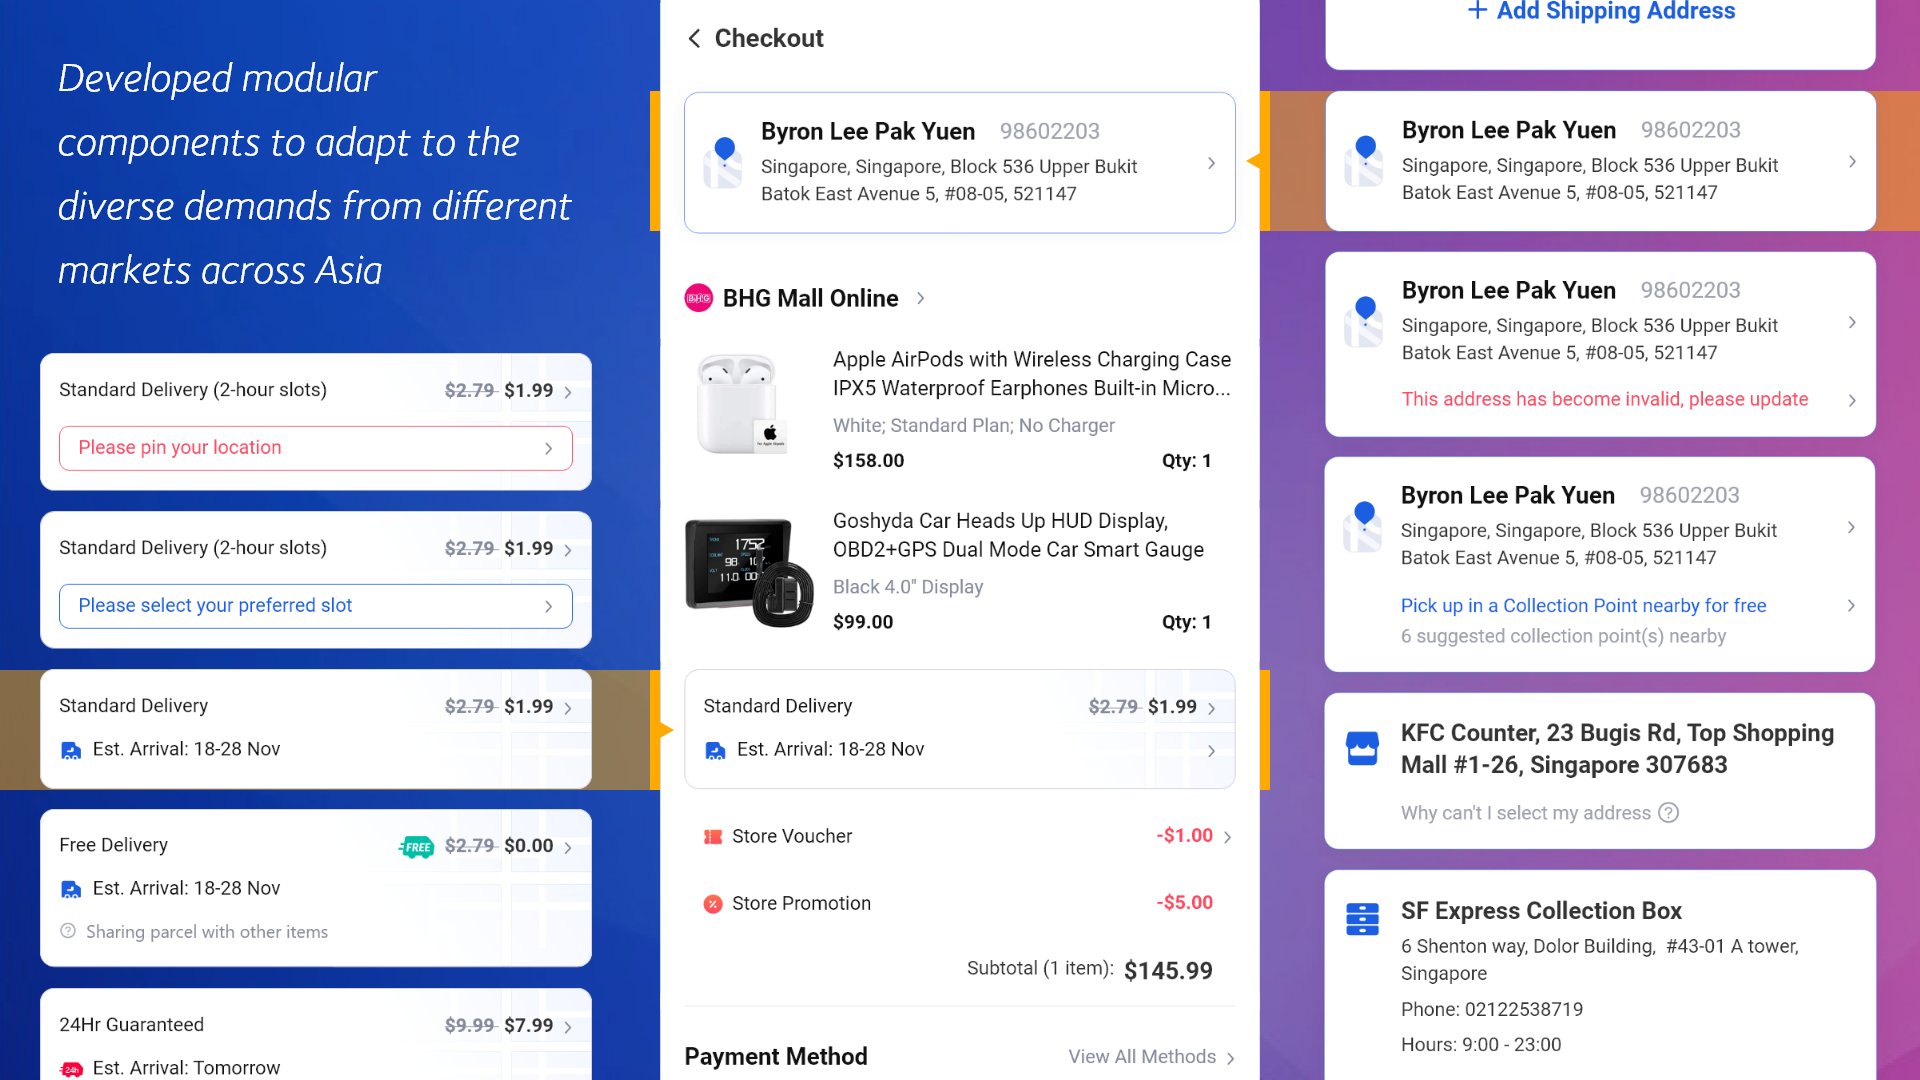 Developed modular
components to adapt to the
diverse demands from different
markets across Asia
Standard Delivery (2-hour slots) $2.79 $1.99
Please pin your location
Standard Delivery (2-hour slots) $2.79 $1.99
Please select your preferred slot
Standard Delivery $2.79 $1.99
Est. Arrival: 18-28 Nov
Free Delivery FREE $2.79 $0.00
Est. Arrival: 18-28 Nov
Sharing parcel with other items
24Hr Guaranteed $9.99 $7.99
24h Est. Arrival: Tomorrow
Checkout
Byron Lee Pak Yuen 98602203
Singapore, Singapore, Block 536 Upper Bukit
Batok East Avenue 5, #08-05, 521147
BHG BHG Mall Online
Apple AirPods with Wireless Charging Case
IPX5 Waterproof Earphones Built-in Micro...
White; Standard Plan; No Charger
$158.00 Qty: 1
Goshyda Car Heads Up HUD Display,
OBD2+GPS Dual Mode Car Smart Gauge
Black 4.0" Display
$99.00 Qty: 1
1752
98
11.0
Standard Delivery $2.79 $1.99
Est. Arrival: 18-28 Nov
Store Voucher -$1.00
Store Promotion -$5.00
Subtotal (1 item): $145.99
Payment Method View All Methods
+ Add Shipping Address
Byron Lee Pak Yuen 98602203
Singapore, Singapore, Block 536 Upper Bukit
Batok East Avenue 5, #08-05, 521147
Byron Lee Pak Yuen 98602203
Singapore, Singapore, Block 536 Upper Bukit
Batok East Avenue 5, #08-05, 521147
This address has become invalid, please update
Byron Lee Pak Yuen 98602203
Singapore, Singapore, Block 536 Upper Bukit
Batok East Avenue 5, #08-05, 521147
Pick up in a Collection Point nearby for free
6 suggested collection point(s) nearby
KFC Counter, 23 Bugis Rd, Top Shopping
Mall #1-26, Singapore 307683
Why can't I select my address
SF Express Collection Box
6 Shenton way, Dolor Building, #43-01 A tower,
Singapore
Phone: 02122538719
Hours: 9:00 - 23:00